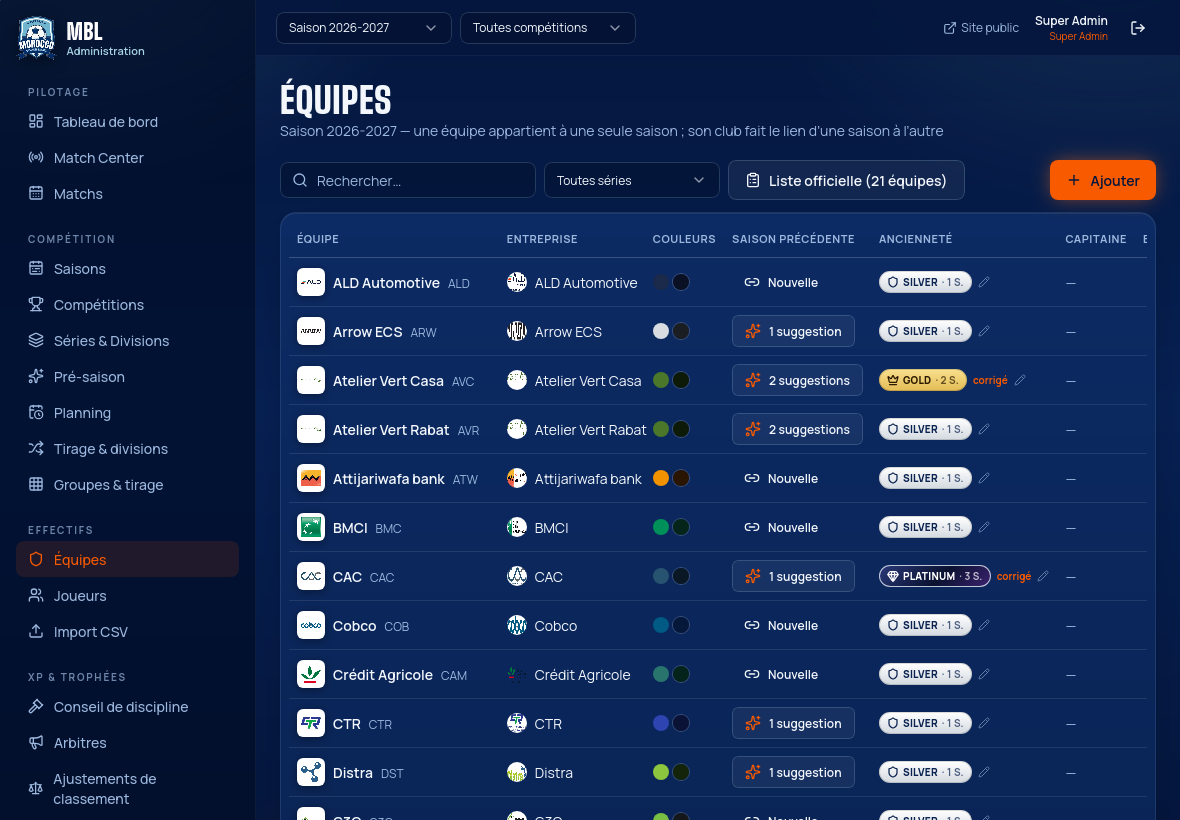 MBL
Administration
Saison 2026-2027
Toutes compétitions
Site public
Super Admin
Super Admin
PILOTAGE
Tableau de bord
Match Center
Matchs
COMPÉTITION
Saisons
Compétitions
Séries & Divisions
Pré-saison
Planning
Tirage & divisions
Groupes & tirage
EFFECTIFS
Équipes
Joueurs
Import CSV
XP & TROPHÉES
Conseil de discipline
Arbitres
Ajustements de
classement
ÉQUIPES
Saison 2026-2027 — une équipe appartient à une seule saison ; son club fait le lien d'une saison à l'autre
Rechercher...
Toutes séries
Liste officielle (21 équipes)
Ajouter
ÉQUIPE ENTREPRISE COULEURS SAISON PRÉCÉDENTE ANCIENNETÉ CAPITAINE
ALD Automotive ALD ALD Automotive Nouvelle SILVER · 1 S. —
Arrow ECS ARW Arrow ECS 1 suggestion SILVER · 1 S. —
Atelier Vert Casa AVC Atelier Vert Casa 2 suggestions GOLD · 2 S. corrigé —
Atelier Vert Rabat AVR Atelier Vert Rabat 2 suggestions SILVER · 1 S. —
Attijariwafa bank ATW Attijariwafa bank Nouvelle SILVER · 1 S. —
BMCI BMC BMCI Nouvelle SILVER · 1 S. —
CAC CAC CAC 1 suggestion PLATINUM · 3 S. corrigé —
Cobco COB Cobco Nouvelle SILVER · 1 S. —
Crédit Agricole CAM Crédit Agricole Nouvelle SILVER · 1 S. —
CTR CTR CTR 1 suggestion SILVER · 1 S. —
Distra DST Distra 1 suggestion SILVER · 1 S. —